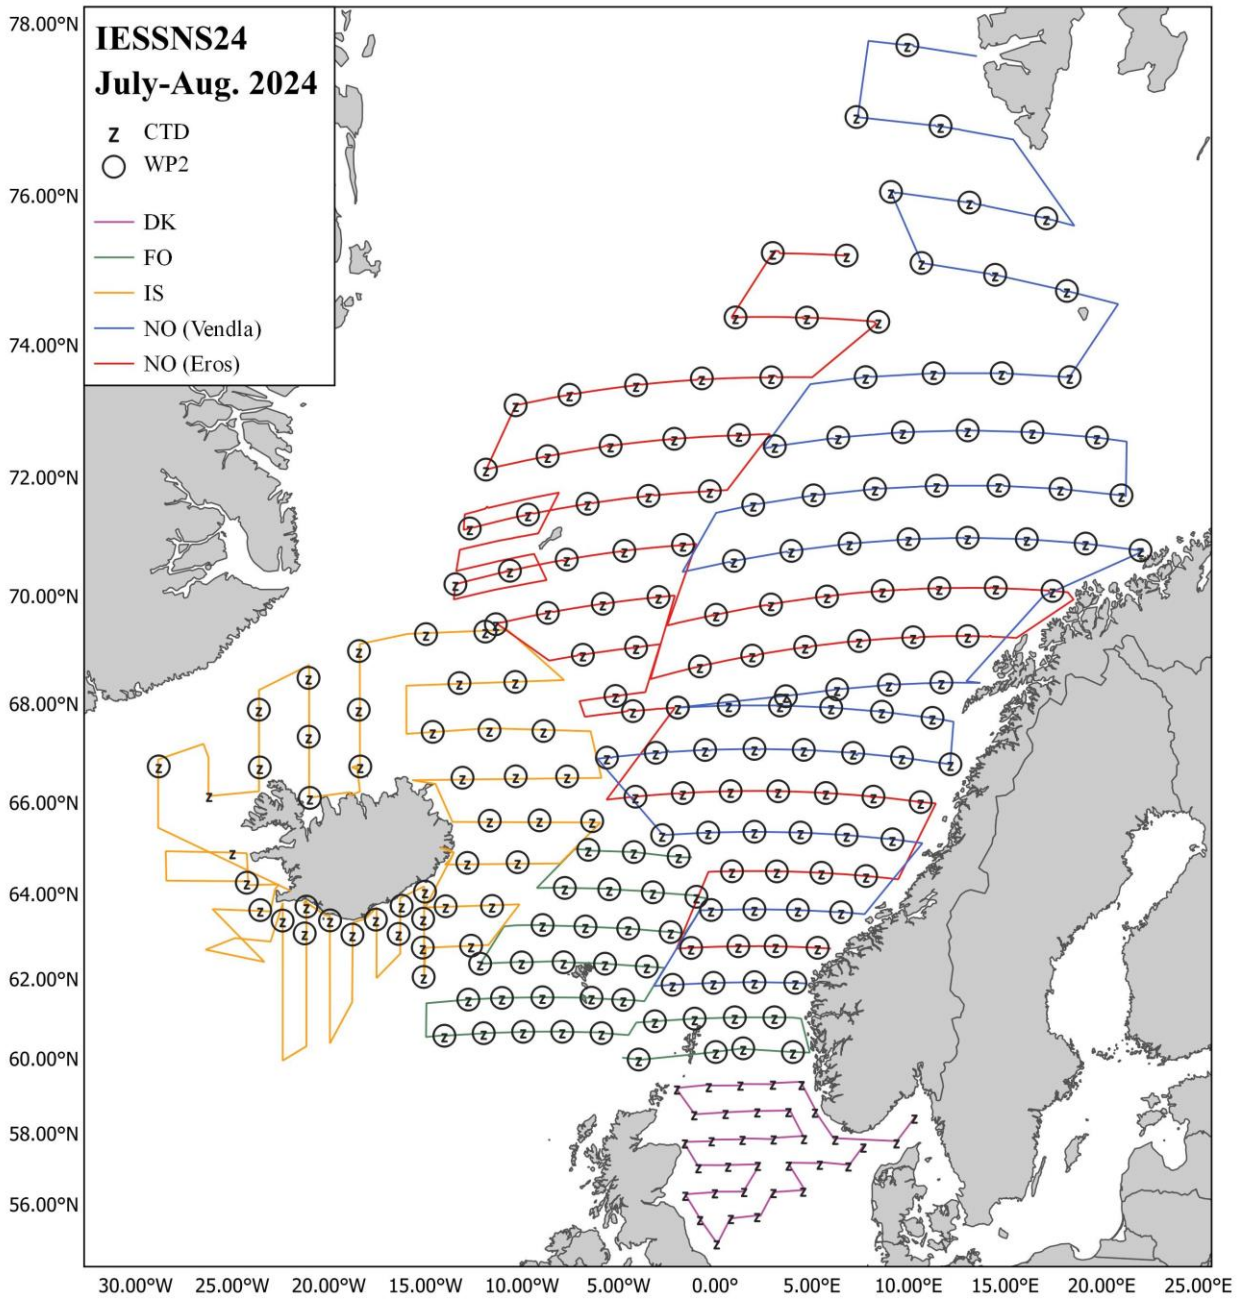 IESSNS24
July-Aug. 2024
z CTD
WP2
DK
FO
IS
NO (Vendla)
NO (Eros)
78.00°N
76.00°N
74.00°N
72.00°N
70.00°N
68.00°N
66.00°N
64.00°N
62.00°N
60.00°N
58.00°N
56.00°N
30.00°W 25.00°W 20.00°W 15.00°W 10.00°W 5.00°W 0.00° 5.00°E 10.00°E 15.00°E 20.00°E 25.00°E